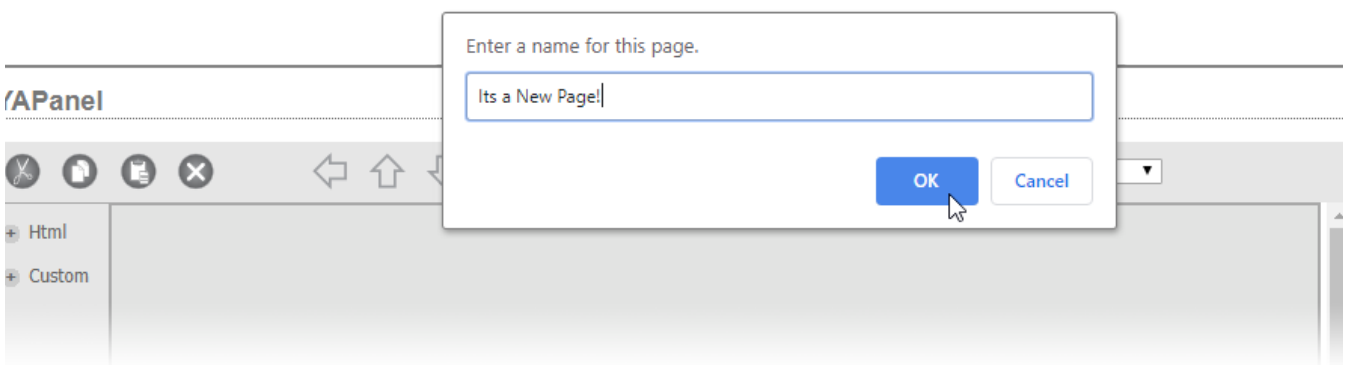 Enter a name for this page.
Its a New Page!
YAPanel
OK
Cancel
Html
Custom